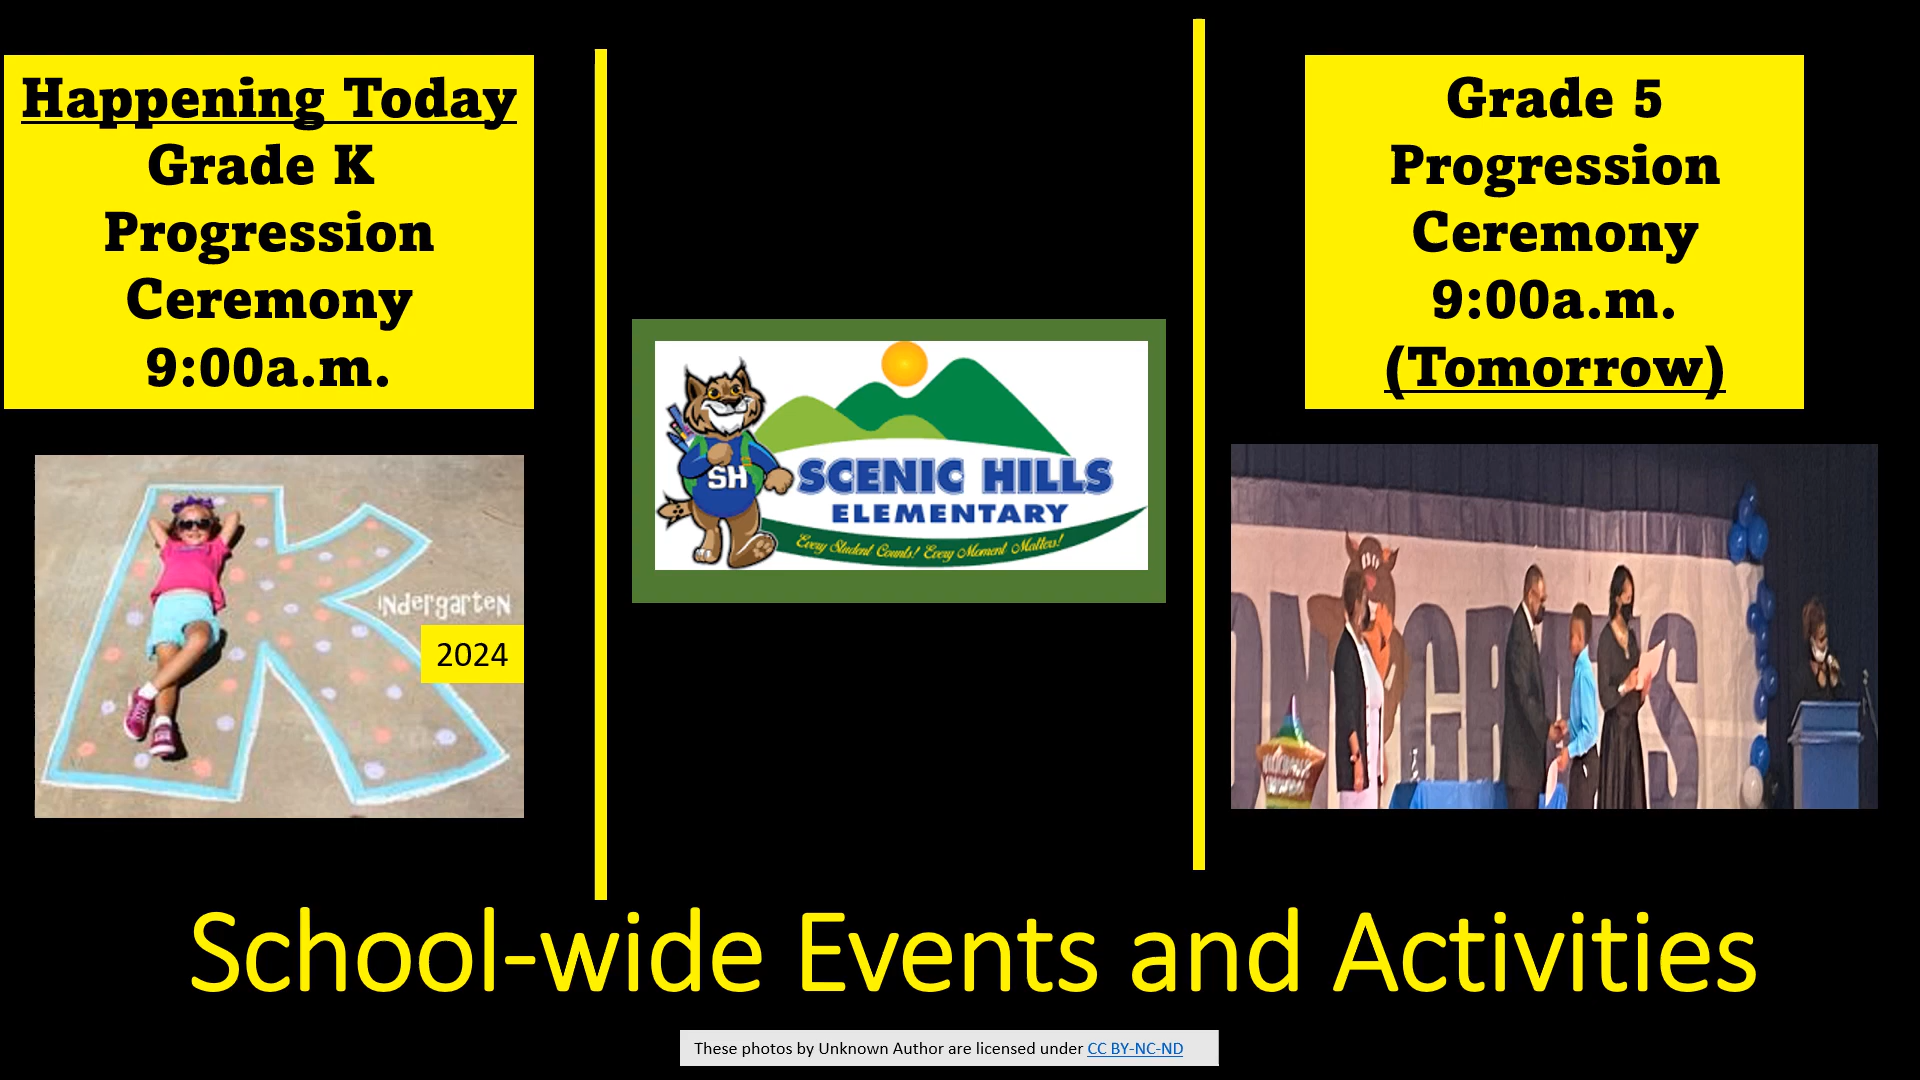 Happening Today
Grade K
Progression
Ceremony
9:00a.m.
Grade 5
Progression
Ceremony
9:00a.m.
(Tomorrow)
SH
SCENIC HILLS
ELEMENTARY
Every Student Counts! Every Moment Matters!
iNdergarteN
2024
School-wide Events and Activities
These photos by Unknown Author are licensed under CC BY-NC-ND